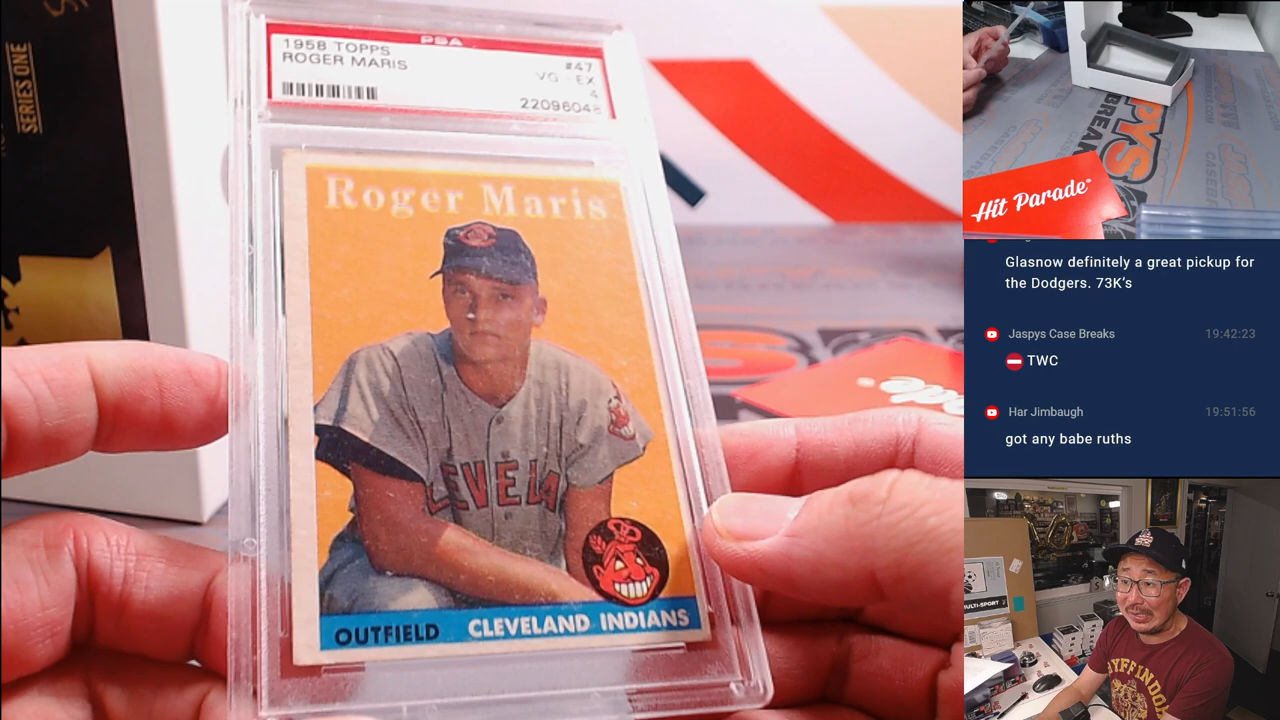 SERIES ONE
PSA
1958 TOPPS
ROGER MARIS
#47
VG - EX
4
22096048
Roger Maris
CLEVELA
OUTFIELD
CLEVELAND INDIANS
Hit Parade
Glasnow definitely a great pickup for
the Dodgers. 73K's
Jaspys Case Breaks 19:42:23
TWC
Har Jimbaugh 19:51:56
got any babe ruths
MULTI-SPORT